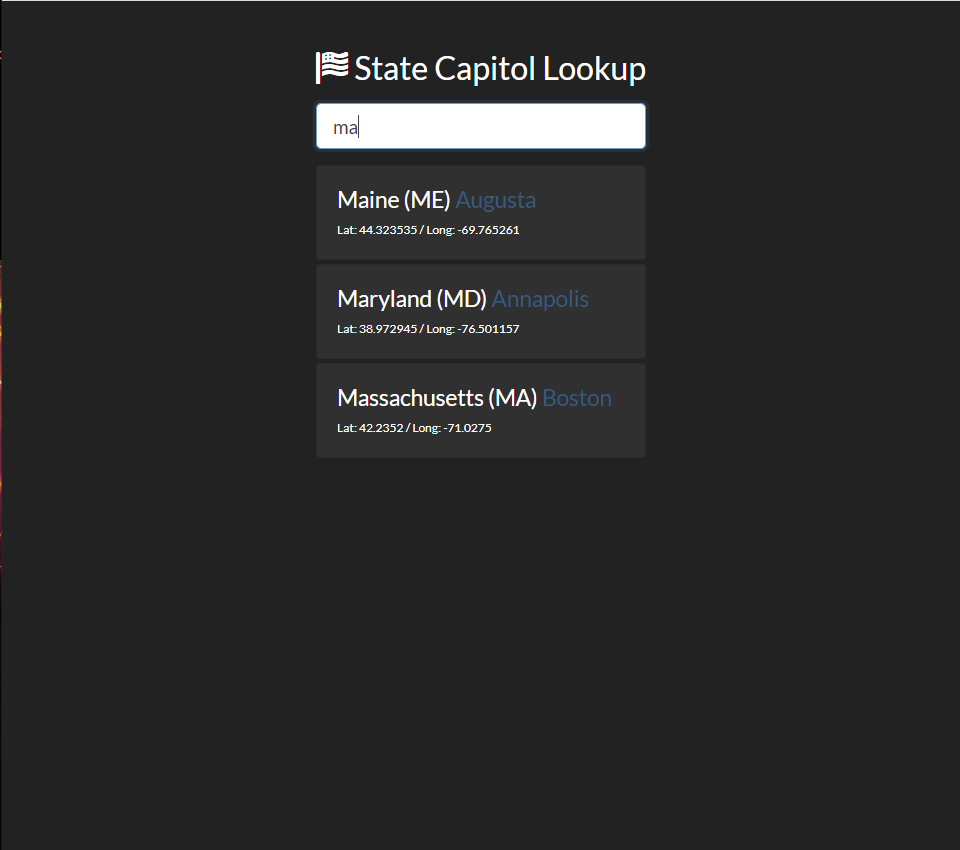 State Capitol Lookup
ma
Maine (ME) Augusta
Lat: 44.323535 / Long: -69.765261
Maryland (MD) Annapolis
Lat: 38.972945 / Long: -76.501157
Massachusetts (MA) Boston
Lat: 42.2352 / Long: -71.0275